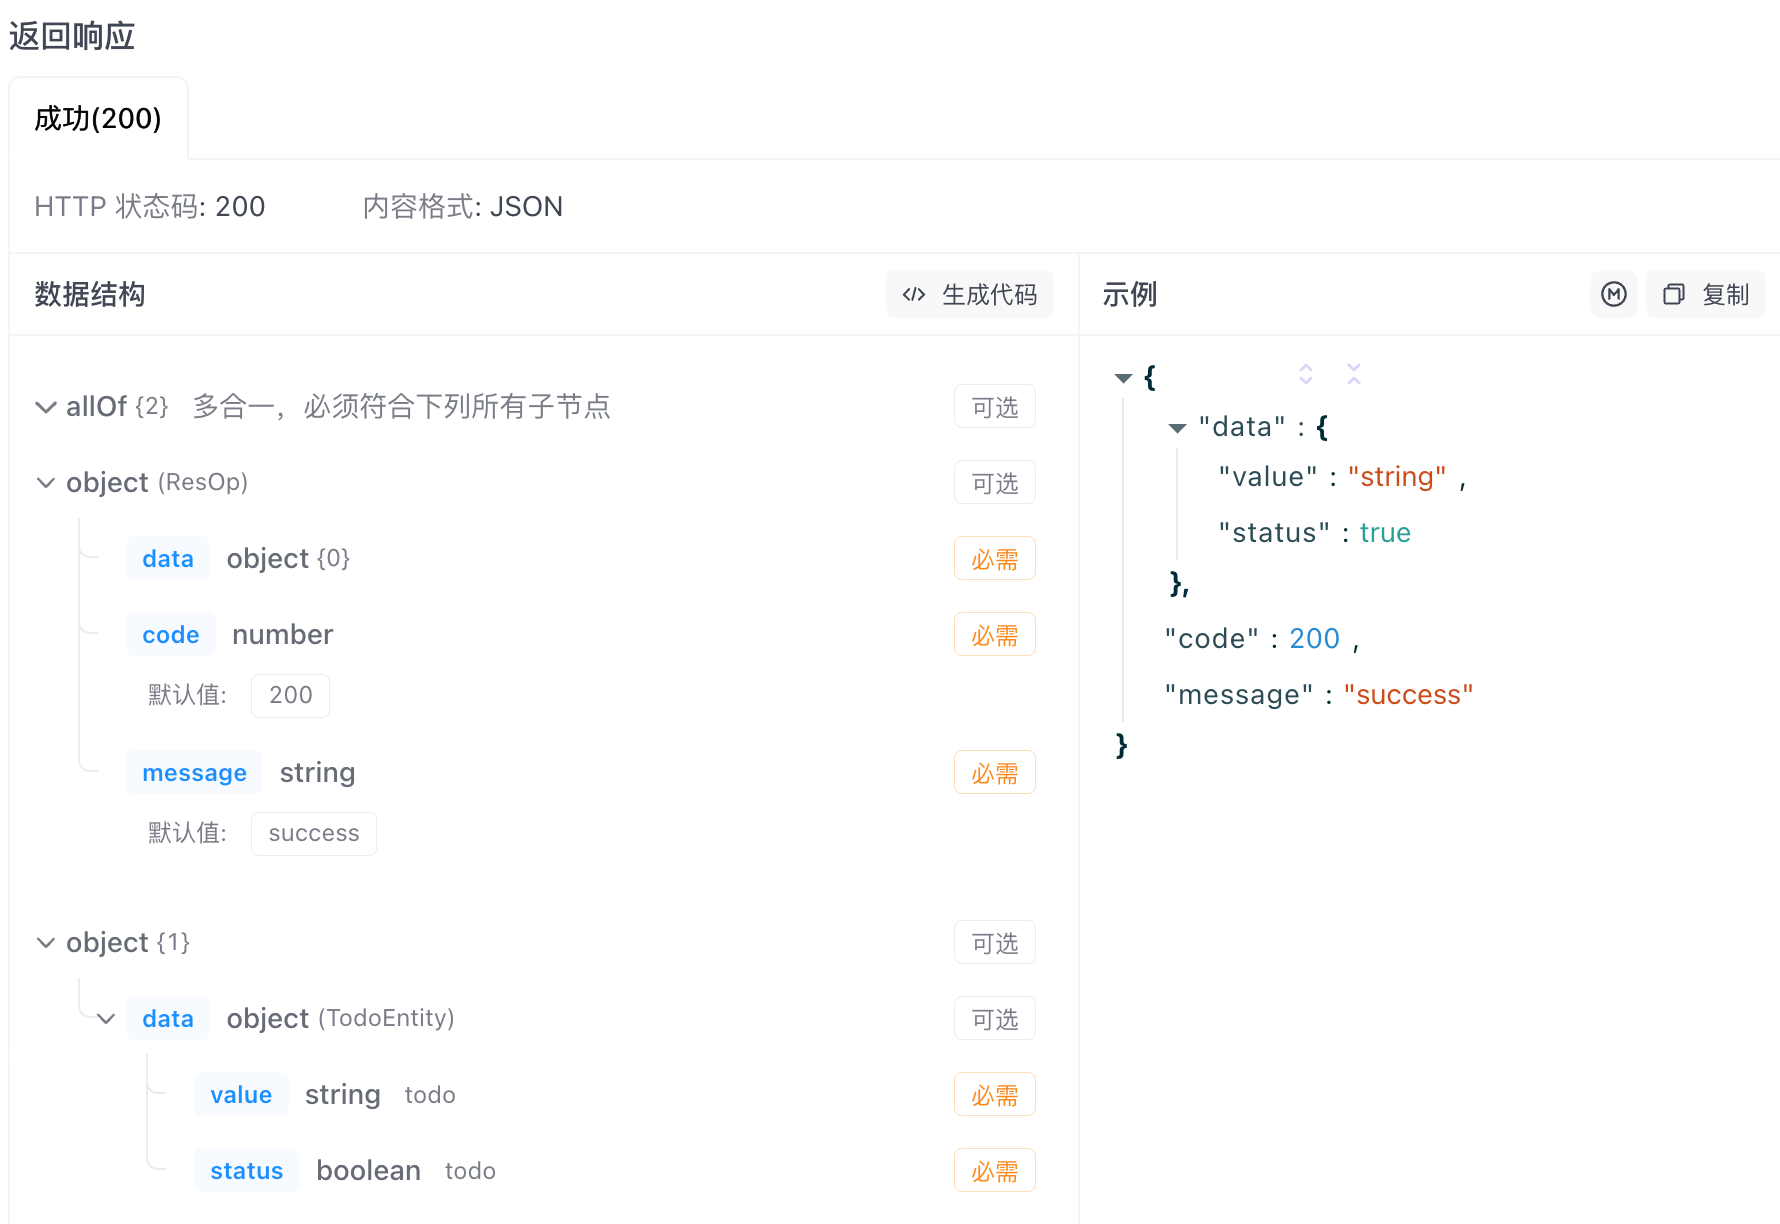 返回响应
成功(200)
HTTP 状态码: 200 内容格式: JSON
数据结构 </> 生成代码
allOf {2} 多合一，必须符合下列所有子节点 可选
object (ResOp) 可选
data object {0} 必需
code number 必需
默认值: 200
message string 必需
默认值: success
object {1} 可选
data object (TodoEntity) 可选
value string todo 必需
status boolean todo 必需
示例 M 复制
{
"data" : {
"value" : "string" ,
"status" : true
},
"code" : 200 ,
"message" : "success"
}